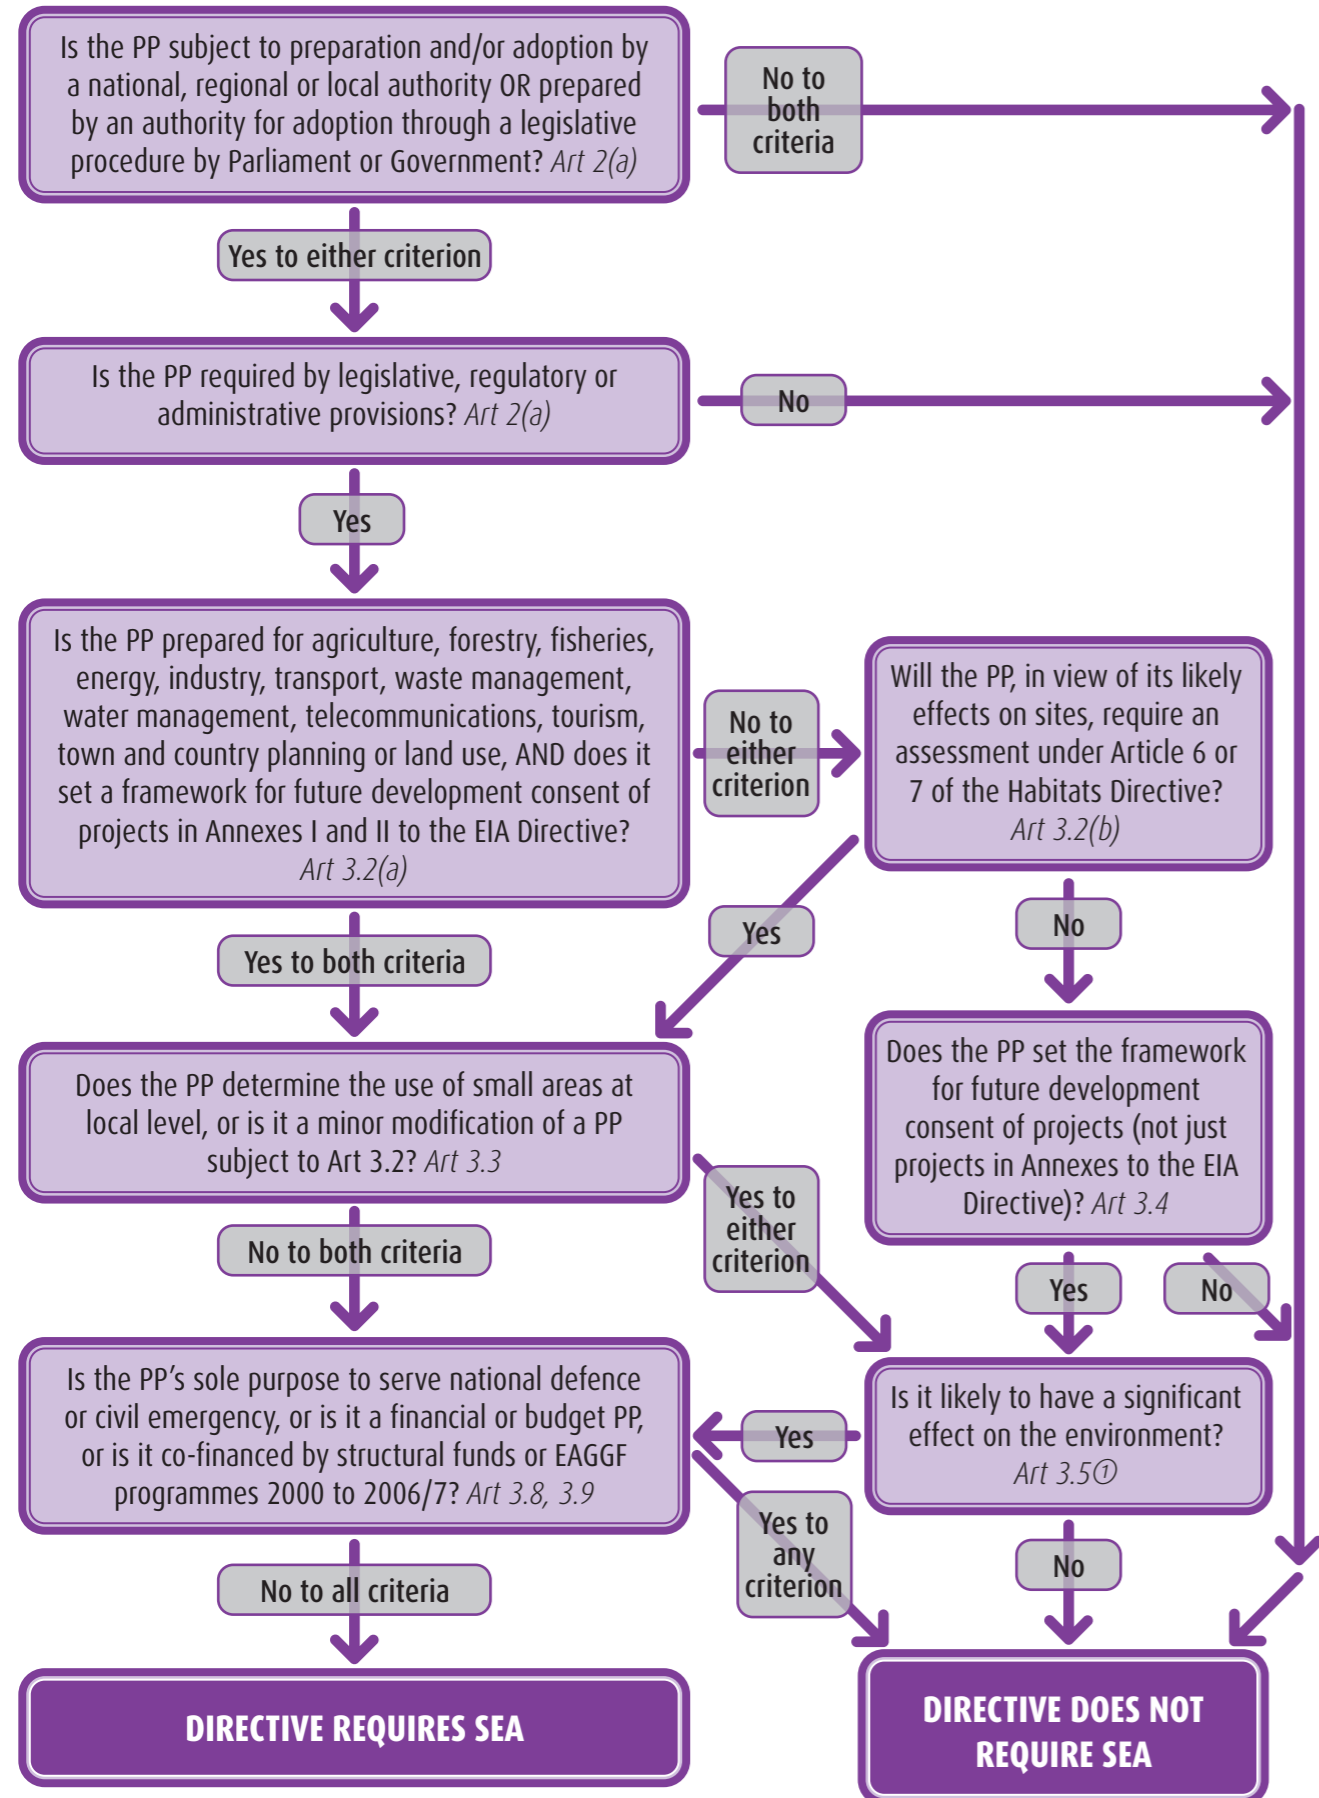 Is the PP subject to preparation and/or adoption by
a national, regional or local authority OR prepared
by an authority for adoption through a legislative
procedure by Parliament or Government? Art 2(a)
No to
both
criteria
Yes to either criterion
Is the PP required by legislative, regulatory or
administrative provisions? Art 2(a)
No
Yes
Is the PP prepared for agriculture, forestry, fisheries,
energy, industry, transport, waste management,
water management, telecommunications, tourism,
town and country planning or land use, AND does it
set a framework for future development consent of
projects in Annexes I and II to the EIA Directive?
Art 3.2(a)
No to
either
criterion
Will the PP, in view of its likely
effects on sites, require an
assessment under Article 6 or
7 of the Habitats Directive?
Art 3.2(b)
Yes to both criteria
Yes
No
Does the PP determine the use of small areas at
local level, or is it a minor modification of a PP
subject to Art 3.2? Art 3.3
Does the PP set the framework
for future development
consent of projects (not just
projects in Annexes to the EIA
Directive)? Art 3.4
No to both criteria
Yes to
either
criterion
Yes
No
Is the PP's sole purpose to serve national defence
or civil emergency, or is it a financial or budget PP,
or is it co-financed by structural funds or EAGGF
programmes 2000 to 2006/7? Art 3.8, 3.9
Yes
Is it likely to have a significant
effect on the environment?
Art 3.5①
No to all criteria
Yes to
any
criterion
No
DIRECTIVE REQUIRES SEA
DIRECTIVE DOES NOT
REQUIRE SEA